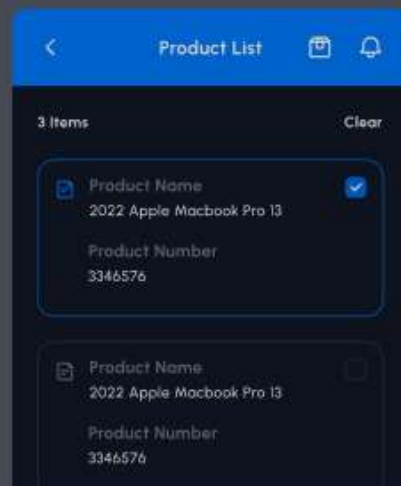 Product List
3 Items
Clear
Product Name
2022 Apple Macbook Pro 13
Product Number
3346576
Product Name
2022 Apple Macbook Pro 13
Product Number
3346576